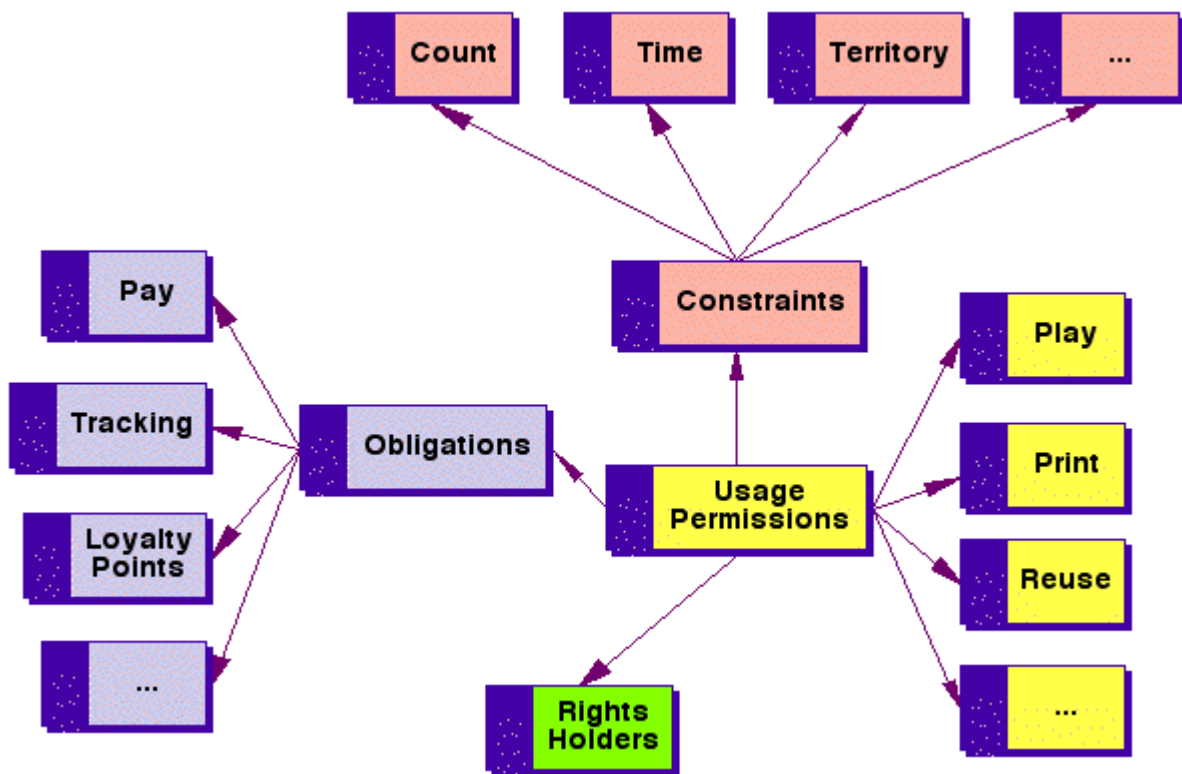 Count
Time
Territory
...
Pay
Constraints
Play
Tracking
Obligations
Print
Usage
Permissions
Loyalty
Points
Reuse
...
Rights
Holders
...